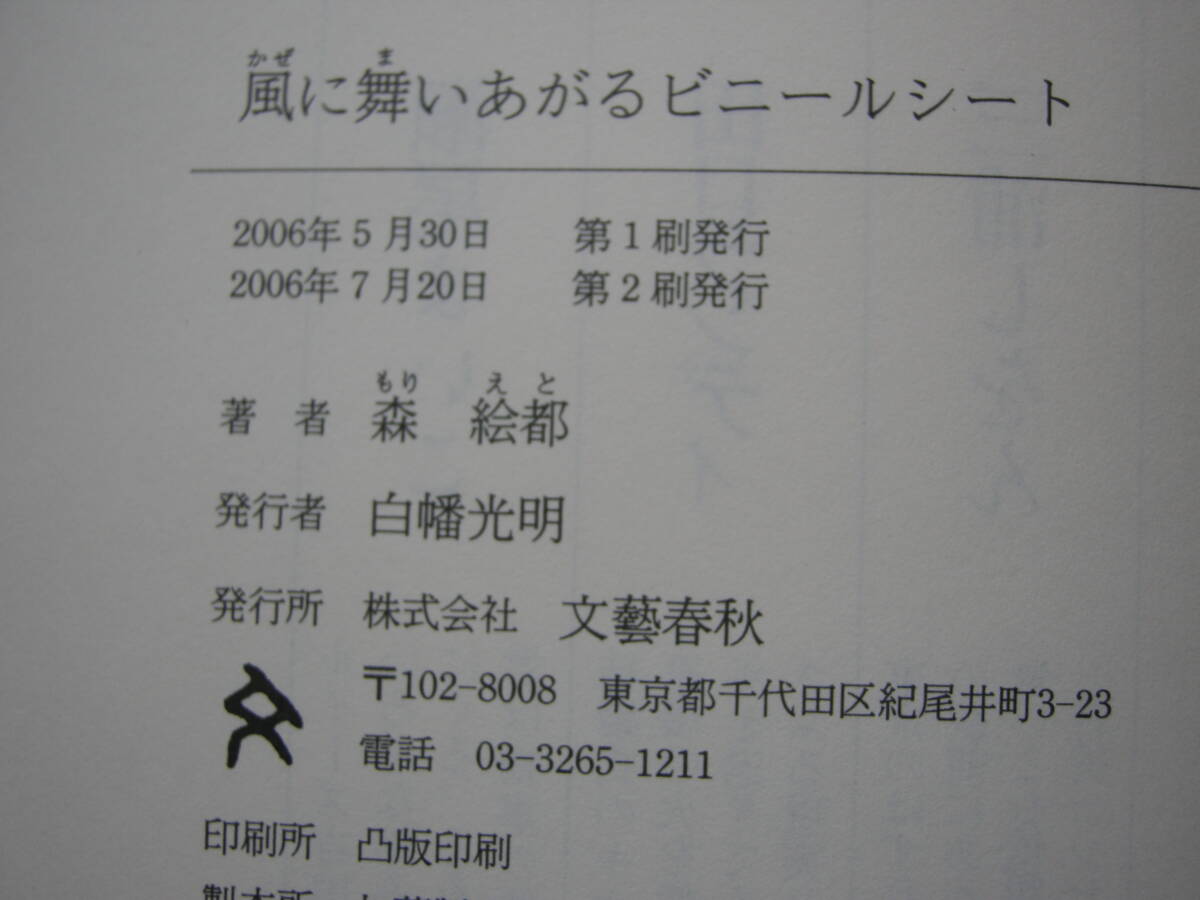 かぜ ま
風に舞いあがるビニールシート
2006年5月30日 第1刷発行
2006年7月20日 第2刷発行
もり えと
著者 森 絵都
発行者 白幡光明
発行所 株式会社 文藝春秋
〒102-8008 東京都千代田区紀尾井町3-23
電話 03-3265-1211
印刷所 凸版印刷
製本所